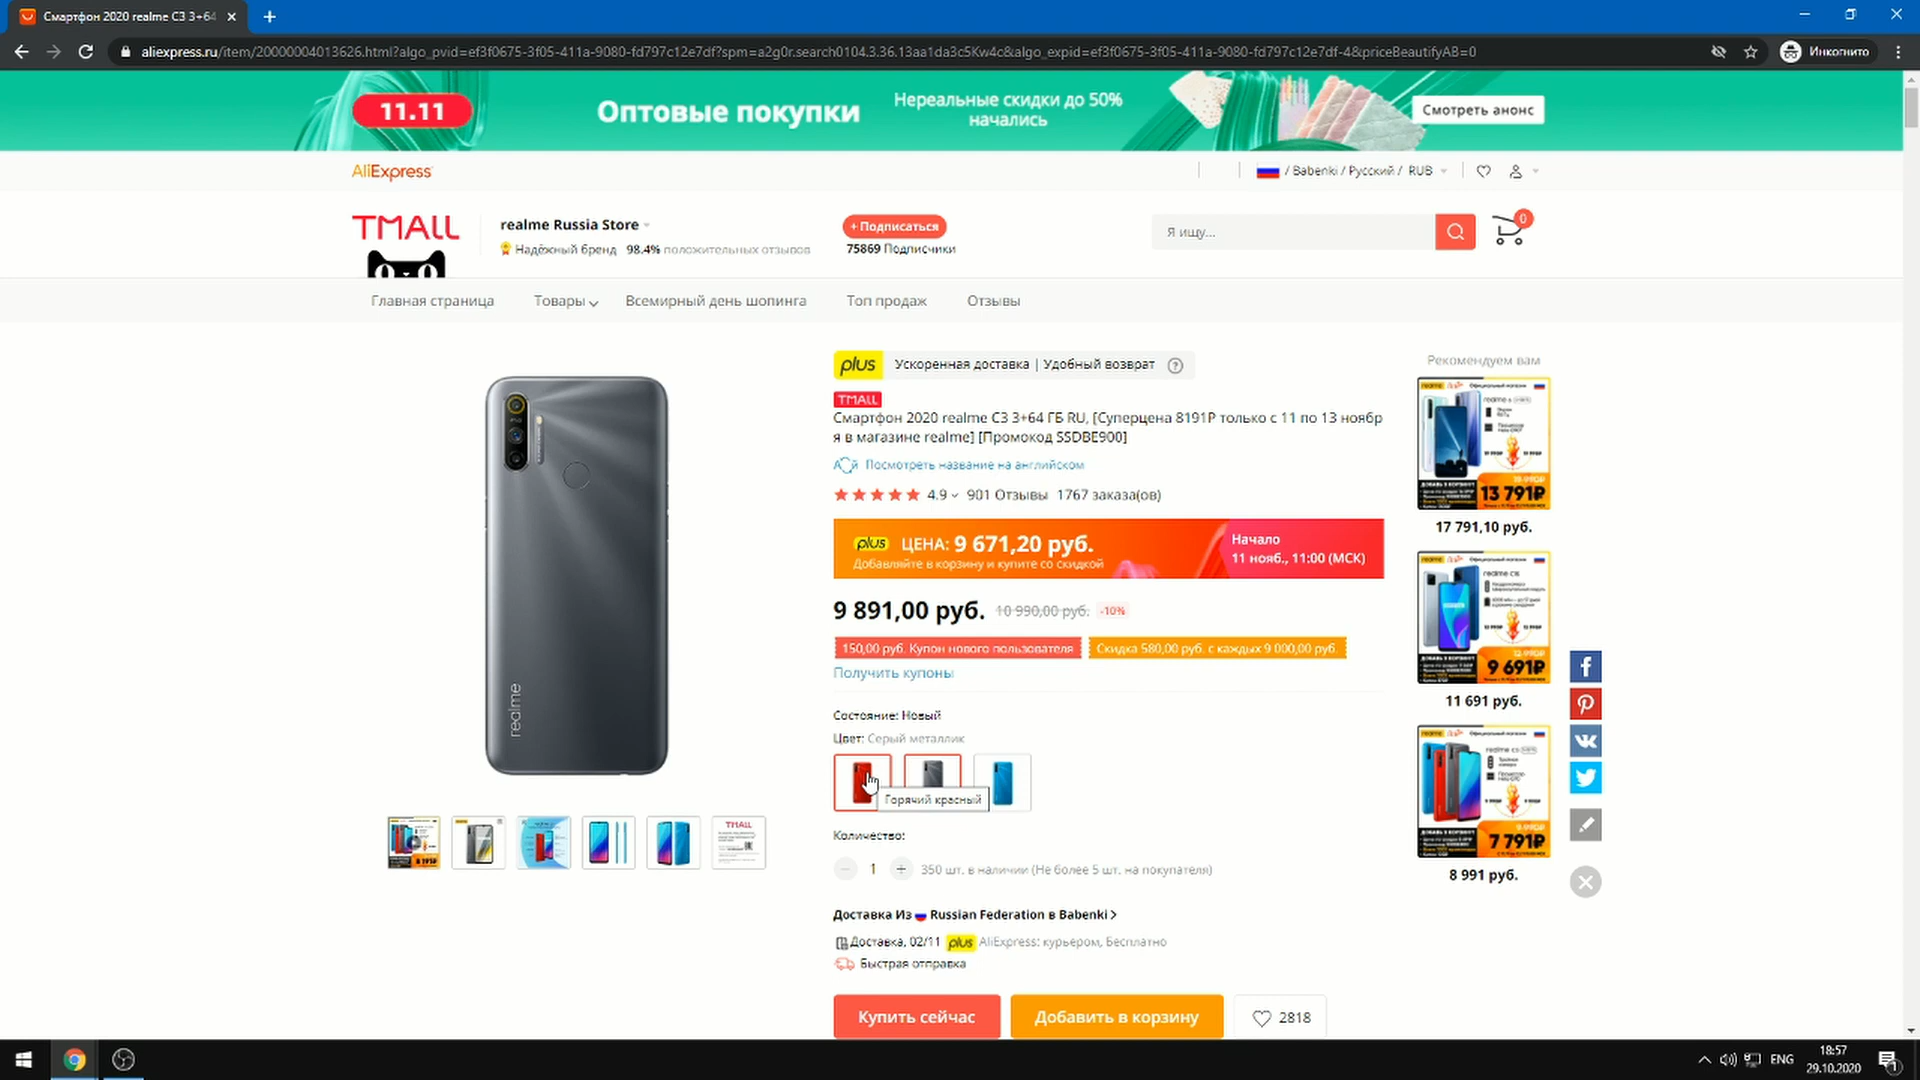 Смартфон 2020 realme C3 3+64
aliexpress.ru/item/20000004013626.html?algo_pvid=ef3f0675-3f05-411a-9080-fd797c12e7df?spm=a2g0r.search0104.3.36.13aa1da3c5Kw4c&algo_expid=ef3f0675-3f05-411a-9080-fd797c12e7df-4&priceBeautifyAB=0
Инкогнито
11.11
Оптовые покупки
Нереальные скидки до 50%
начались
Смотреть анонс
AliExpress
/ Babenki / Русский / RUB
TMALL
realme Russia Store
Надёжный бренд 98.4% положительных отзывов
+ Подписаться
75869 Подписчики
Я ищу...
0
Главная страница
Товары
Всемирный день шопинга
Топ продаж
Отзывы
plus Ускоренная доставка | Удобный возврат ?
TMALL
Смартфон 2020 realme C3 3+64 ГБ RU, [Суперцена 8191Р только с 11 по 13 ноябр
я в магазине realme] [Промокод SSDBE900]
Посмотреть название на английском
4.9 901 Отзывы 1767 заказа(ов)
plus ЦЕНА: 9 671,20 руб.
Добавляйте в корзину и купите со скидкой
Начало
11 нояб., 11:00 (МСК)
9 891,00 руб. 10 990,00 руб. -10%
150,00 руб. Купон нового пользователя
Скидка 580,00 руб. с каждых 9 000,00 руб.
Получить купоны
Состояние: Новый
Цвет: Серый металлик
Горячий красный
Количество:
− 1 + 350 шт. в наличии (Не более 5 шт. на покупателя)
Доставка Из Russian Federation в Babenki
Доставка, 02/11 plus AliExpress: курьером, Бесплатно
Быстрая отправка
Купить сейчас
Добавить в корзину
2818
realme
TMALL
Рекомендуем вам
13 791₽
17 791,10 руб.
9 691₽
11 691 руб.
7 791₽
8 991 руб.
ENG
18:57
29.10.2020
1